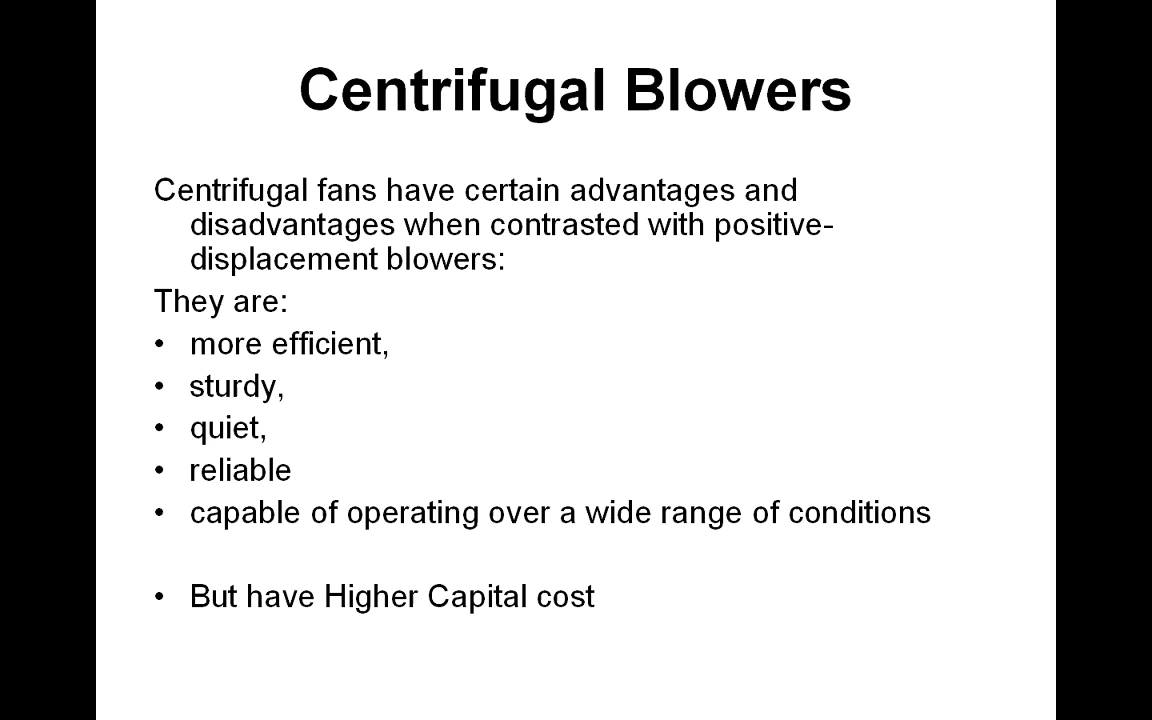 Centrifugal Blowers
Centrifugal fans have certain advantages and
disadvantages when contrasted with positive-
displacement blowers:
They are:
• more efficient,
• sturdy,
• quiet,
• reliable
• capable of operating over a wide range of conditions
• But have Higher Capital cost